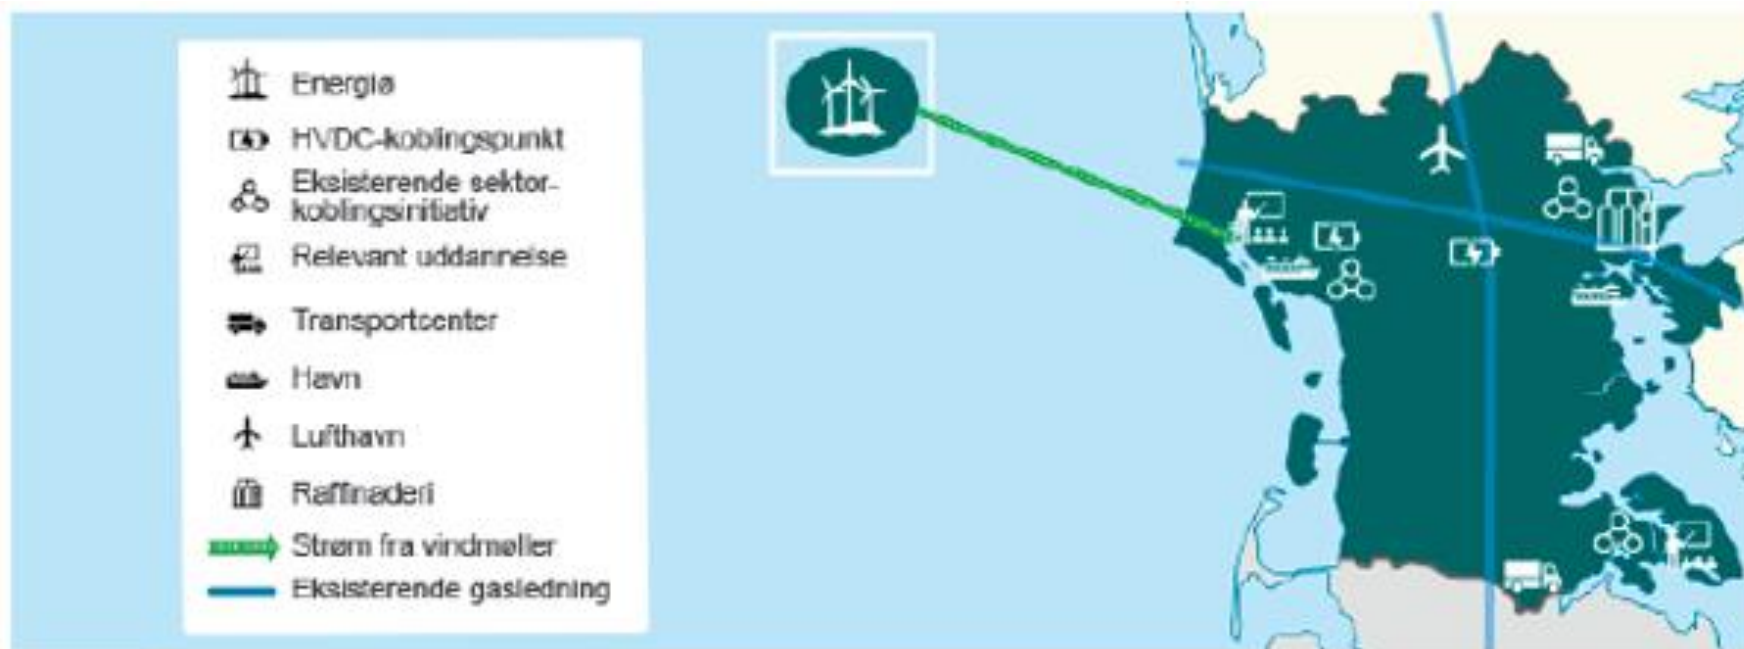 Energiø
HVDC-koblingspunkt
Eksisterende sektor-
koblingsinitiativ
Relevant uddannelse
Transportcenter
Havn
Lufthavn
Raffinaderi
Strøm fra vindmøller
Eksisterende gasledning